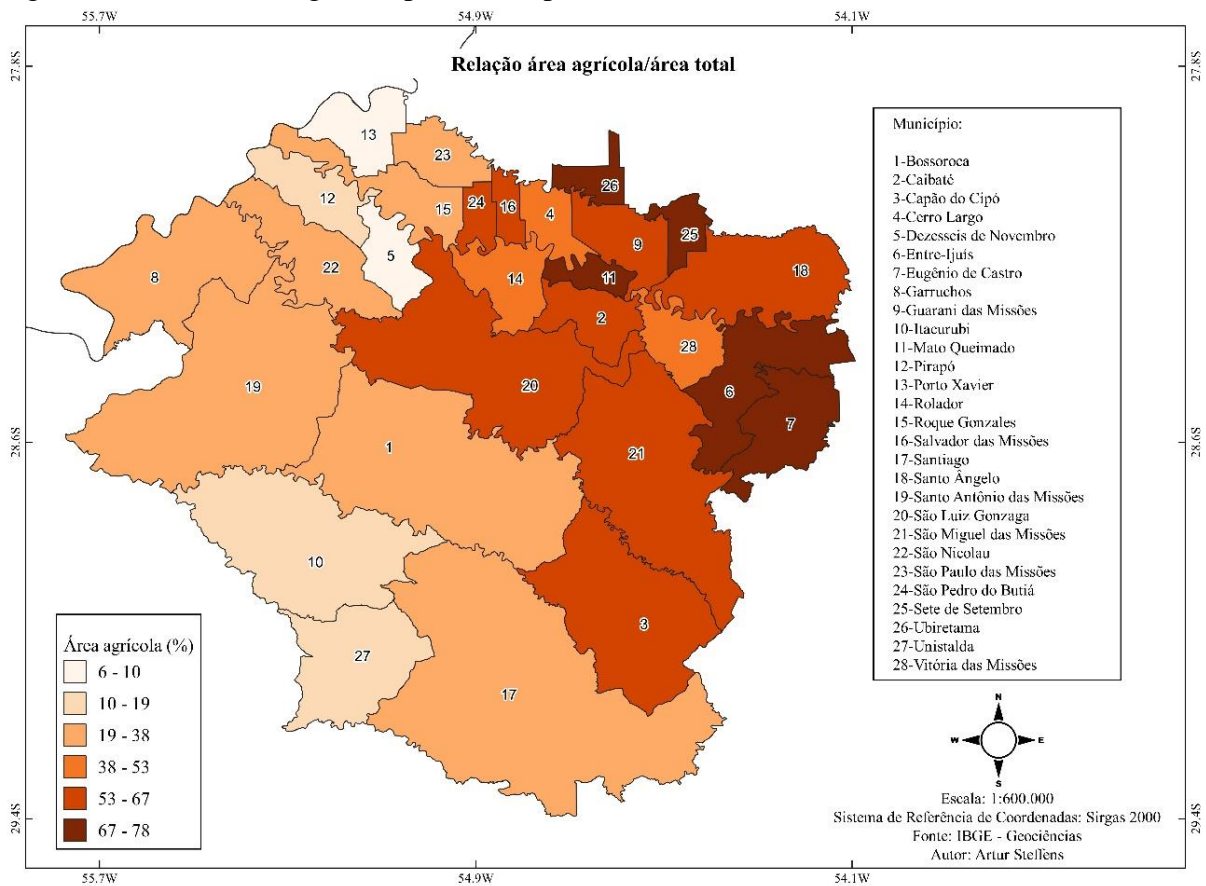 55.7W
54.9W
54.1W
Relação área agrícola/área total
27.8S
27.8S
Município:
1-Bossoroca
2-Caibaté
3-Capão do Cipó
4-Cerro Largo
5-Dezesseis de Novembro
6-Entre-Ijuís
7-Eugênio de Castro
8-Garruchos
9-Guarani das Missões
10-Itacurubi
11-Mato Queimado
12-Pirapó
13-Porto Xavier
14-Rolador
15-Roque Gonzales
16-Salvador das Missões
17-Santiago
18-Santo Ângelo
19-Santo Antônio das Missões
20-São Luiz Gonzaga
21-São Miguel das Missões
22-São Nicolau
23-São Paulo das Missões
24-São Pedro do Butiá
25-Sete de Setembro
26-Ubiretama
27-Unistalda
28-Vitória das Missões
13
23
26
12
15
24
16
4
25
9
5
8
22
14
11
18
2
28
19
20
6
7
1
21
28.6S
28.6S
10
3
27
17
Área agrícola (%)
6 - 10
10 - 19
19 - 38
38 - 53
53 - 67
67 - 78
N
W
E
S
Escala: 1:600.000
Sistema de Referência de Coordenadas: Sirgas 2000
Fonte: IBGE - Geociências
Autor: Artur Steffens
29.4S
29.4S
55.7W
54.9W
54.1W